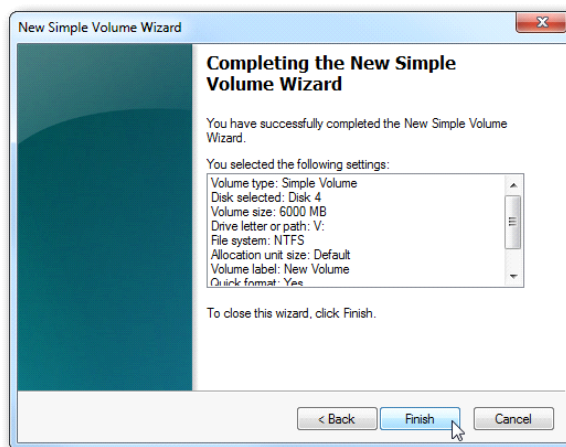 New Simple Volume Wizard
Completing the New Simple
Volume Wizard
You have successfully completed the New Simple Volume
Wizard.
You selected the following settings:
Volume type: Simple Volume
Disk selected: Disk 4
Volume size: 6000 MB
Drive letter or path: V:
File system: NTFS
Allocation unit size: Default
Volume label: New Volume
Quick format: Yes
To close this wizard, click Finish.
< Back Finish Cancel